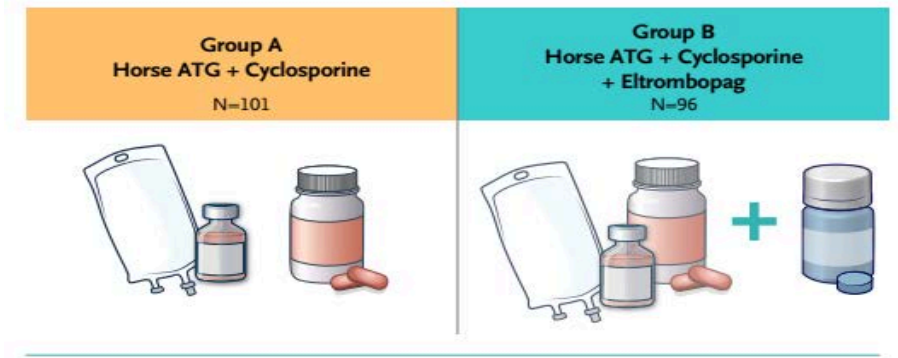 Group A
Horse ATG + Cyclosporine
N=101
Group B
Horse ATG + Cyclosporine
+ Eltrombopag
N=96